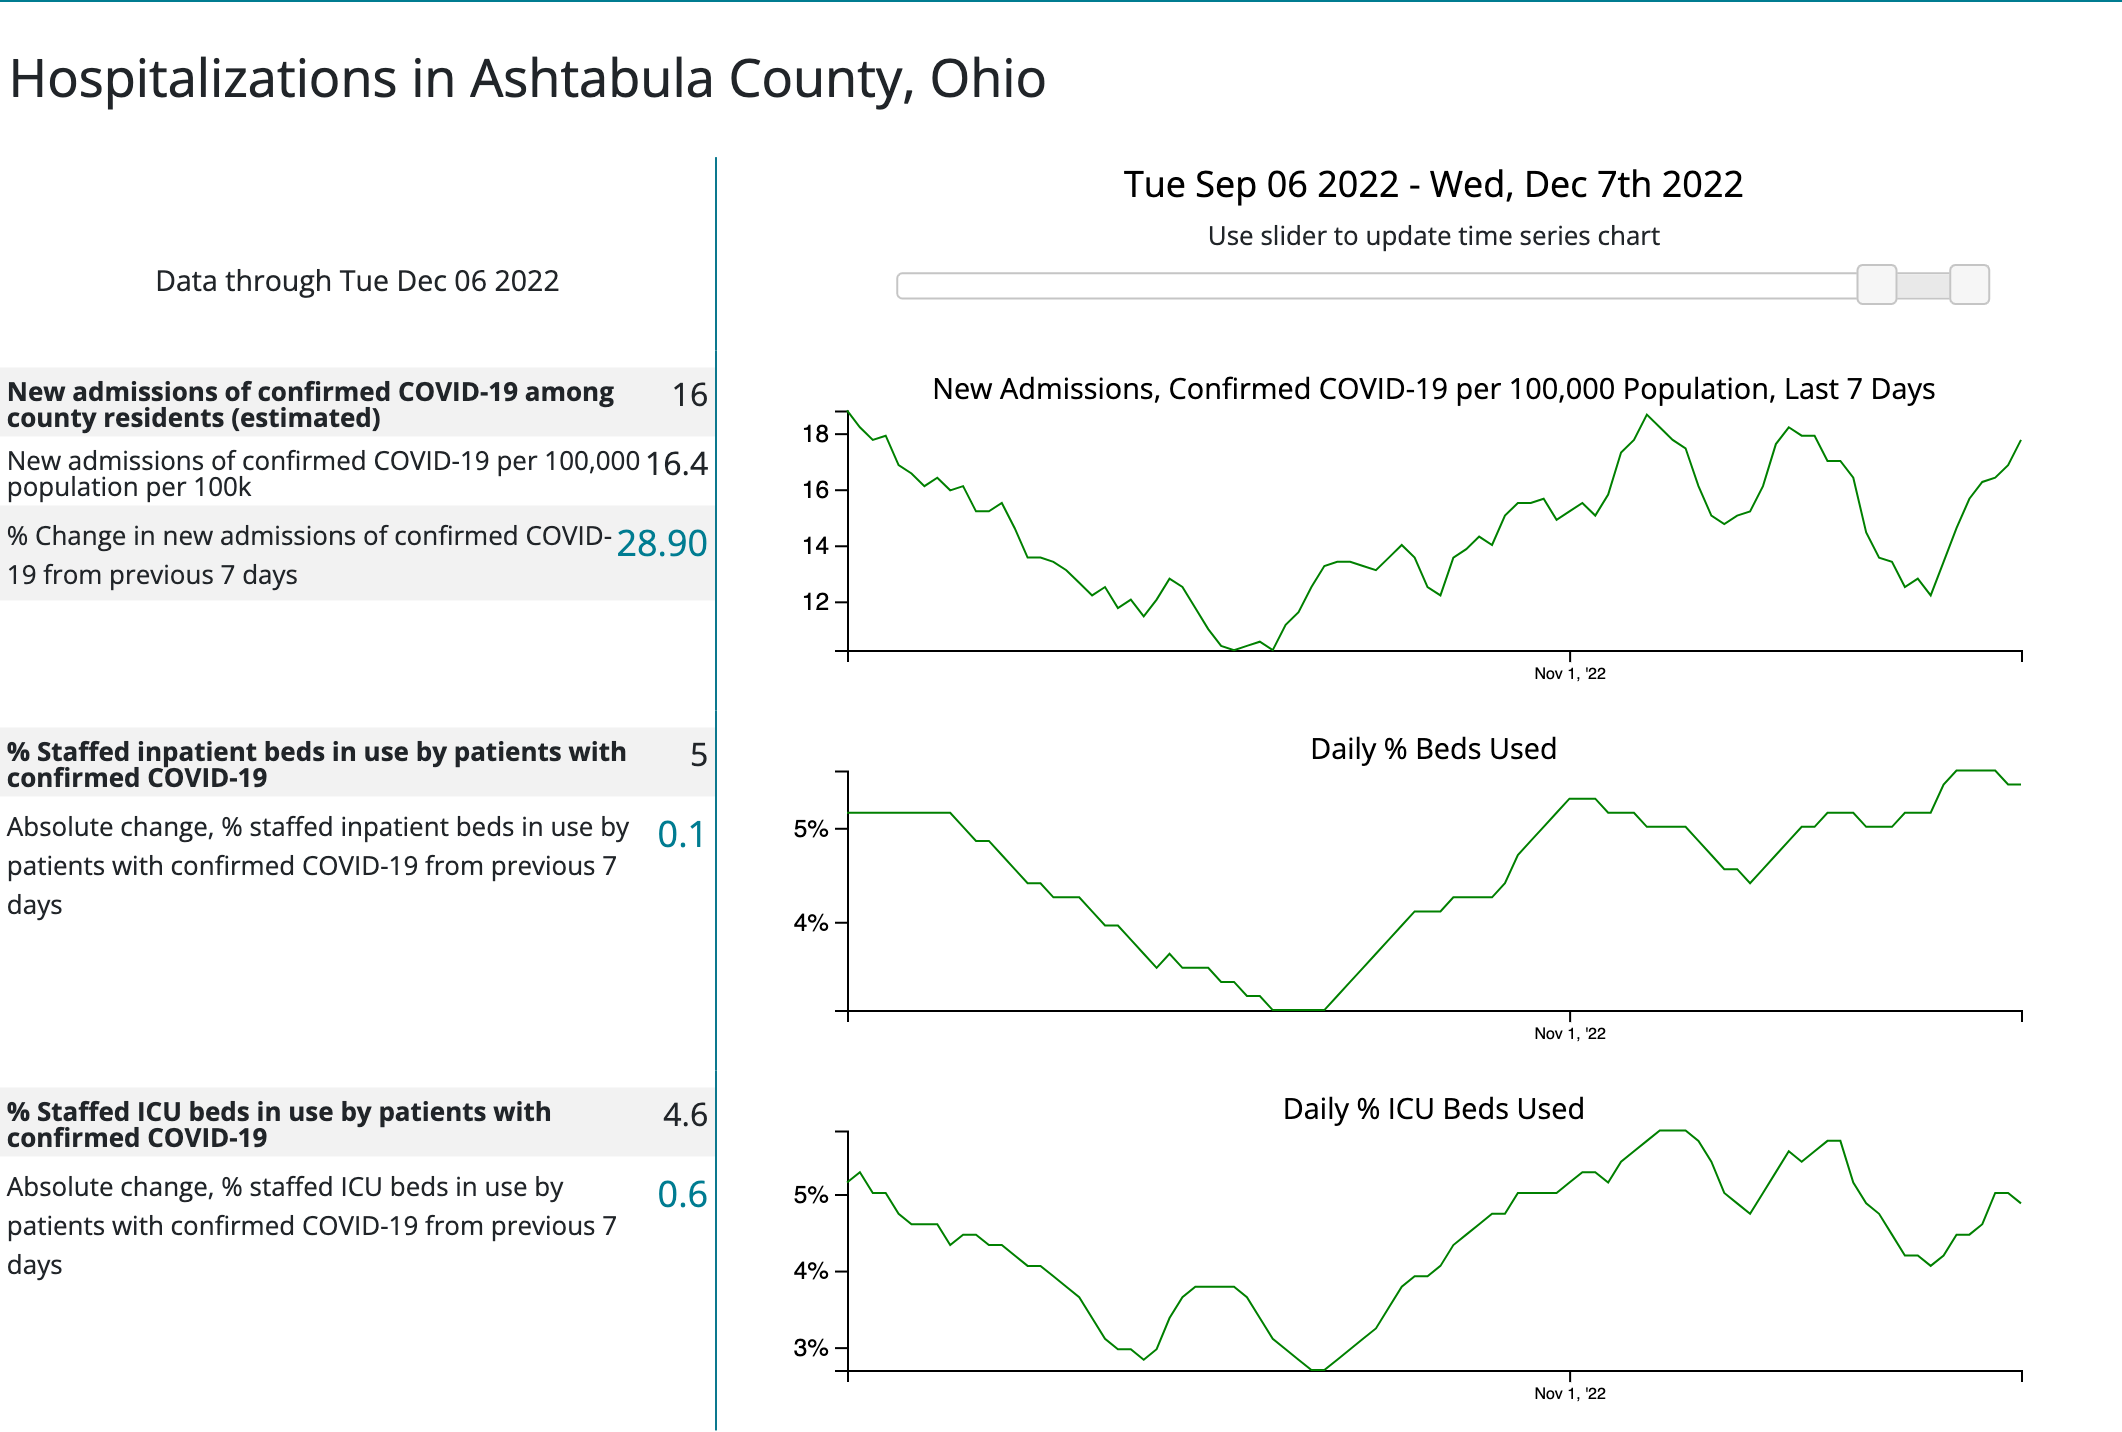 Hospitalizations in Ashtabula County, Ohio
Data through Tue Dec 06 2022
New admissions of confirmed COVID-19 among
county residents (estimated)
16
New admissions of confirmed COVID-19 per 100,000
population per 100k
16.4
% Change in new admissions of confirmed COVID-
19 from previous 7 days
28.90
% Staffed inpatient beds in use by patients with
confirmed COVID-19
5
Absolute change, % staffed inpatient beds in use by
patients with confirmed COVID-19 from previous 7
days
0.1
% Staffed ICU beds in use by patients with
confirmed COVID-19
4.6
Absolute change, % staffed ICU beds in use by
patients with confirmed COVID-19 from previous 7
days
0.6
Tue Sep 06 2022 - Wed, Dec 7th 2022
Use slider to update time series chart
New Admissions, Confirmed COVID-19 per 100,000 Population, Last 7 Days
18
16
14
12
Nov 1, '22
Daily % Beds Used
5%
4%
Nov 1, '22
Daily % ICU Beds Used
5%
4%
3%
Nov 1, '22